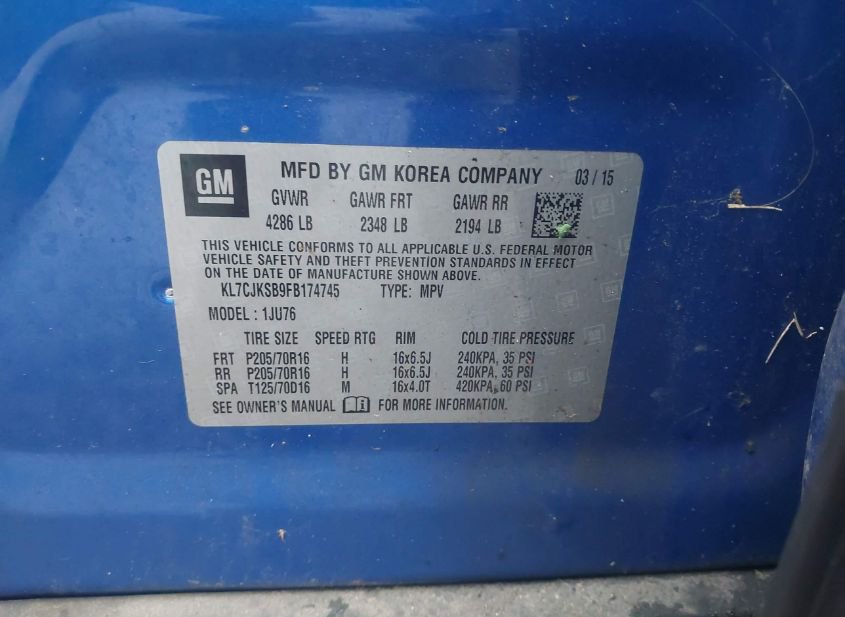 GM
MFD BY GM KOREA COMPANY 03 / 15
GVWR GAWR FRT GAWR RR
4286 LB 2348 LB 2194 LB
THIS VEHICLE CONFORMS TO ALL APPLICABLE U.S. FEDERAL MOTOR
VEHICLE SAFETY AND THEFT PREVENTION STANDARDS IN EFFECT
ON THE DATE OF MANUFACTURE SHOWN ABOVE.
KL7CJKSB9FB174745 TYPE: MPV
MODEL : 1JU76
TIRE SIZE SPEED RTG RIM COLD TIRE PRESSURE
FRT P205/70R16 H 16x6.5J 240KPA, 35 PSI
RR P205/70R16 H 16x6.5J 240KPA, 35 PSI
SPA T125/70D16 M 16x4.0T 420KPA, 60 PSI
SEE OWNER'S MANUAL i FOR MORE INFORMATION.